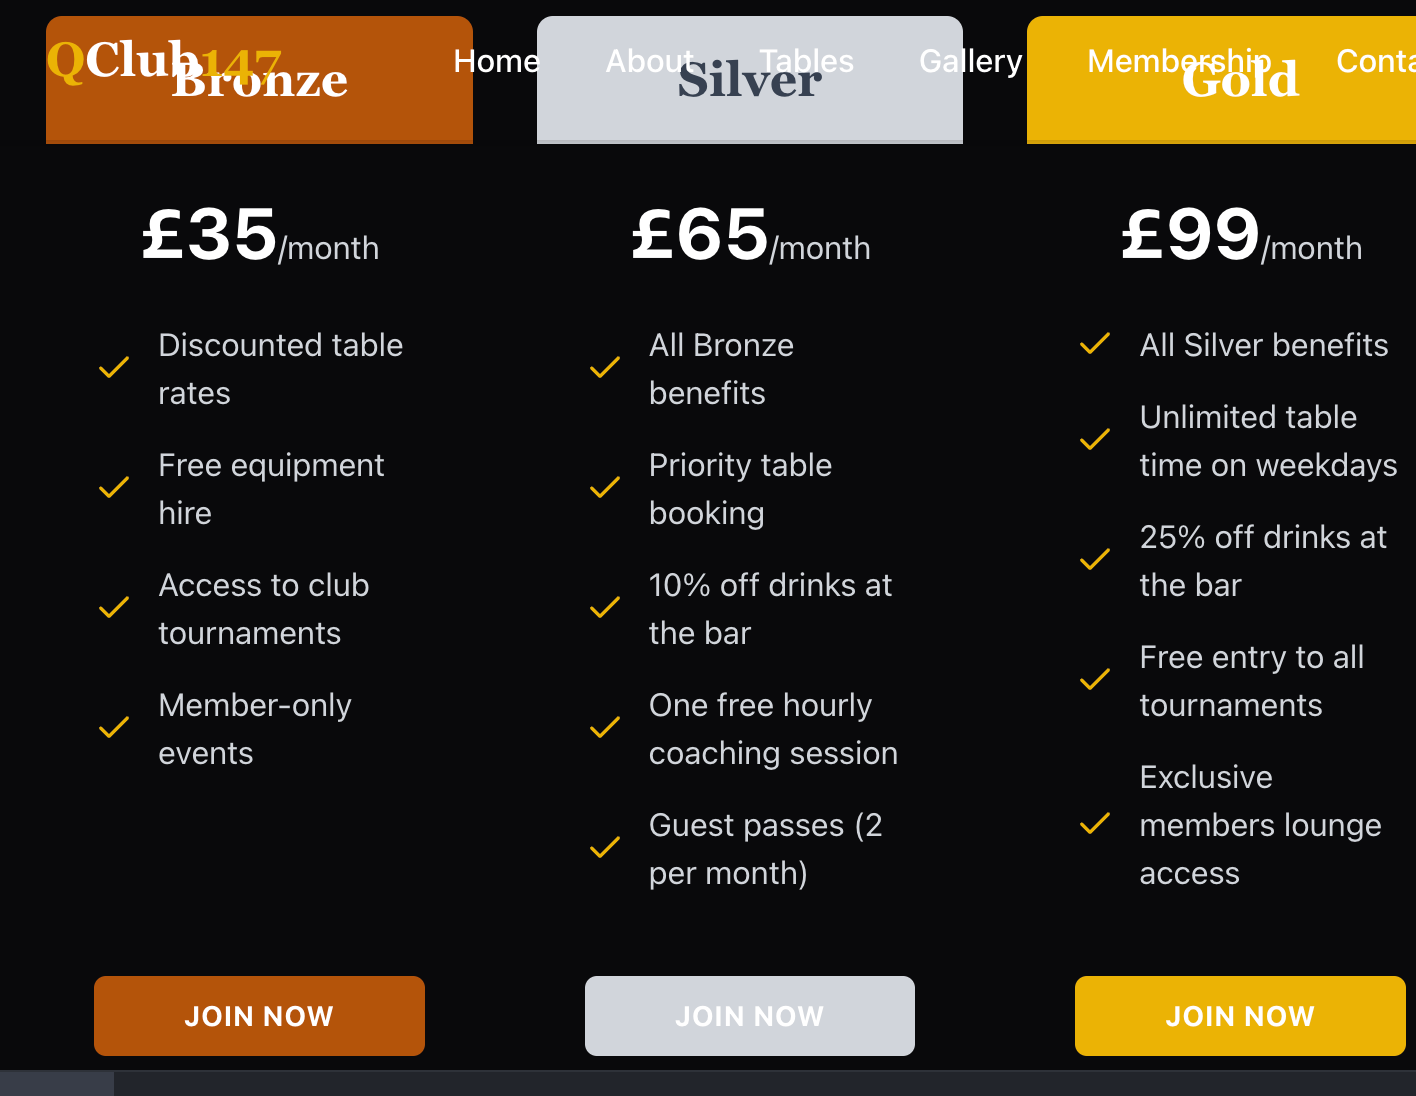 QClub147
Home
About
Tables
Gallery
Membership
Conta
Bronze
Silver
Gold
£35/month
Discounted table
rates
Free equipment
hire
Access to club
tournaments
Member-only
events
JOIN NOW
£65/month
All Bronze
benefits
Priority table
booking
10% off drinks at
the bar
One free hourly
coaching session
Guest passes (2
per month)
JOIN NOW
£99/month
All Silver benefits
Unlimited table
time on weekdays
25% off drinks at
the bar
Free entry to all
tournaments
Exclusive
members lounge
access
JOIN NOW